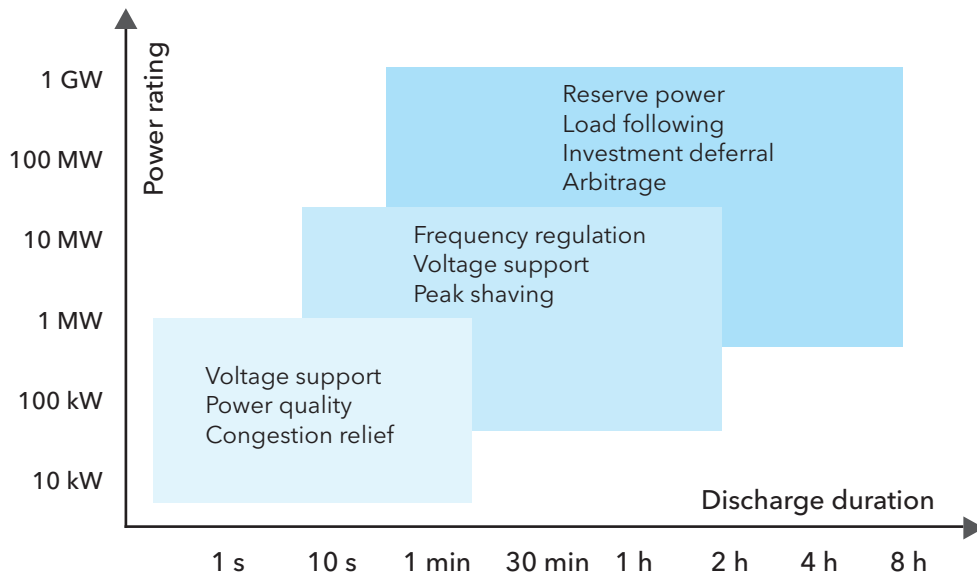 Power rating
1 GW
100 MW
10 MW
1 MW
100 kW
10 kW
Reserve power
Load following
Investment deferral
Arbitrage
Frequency regulation
Voltage support
Peak shaving
Voltage support
Power quality
Congestion relief
Discharge duration
1 s 10 s 1 min 30 min 1 h 2 h 4 h 8 h